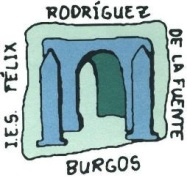 I.E.S. FÉLIX
RODRÍGUEZ
DE LA FUENTE
BURGOS